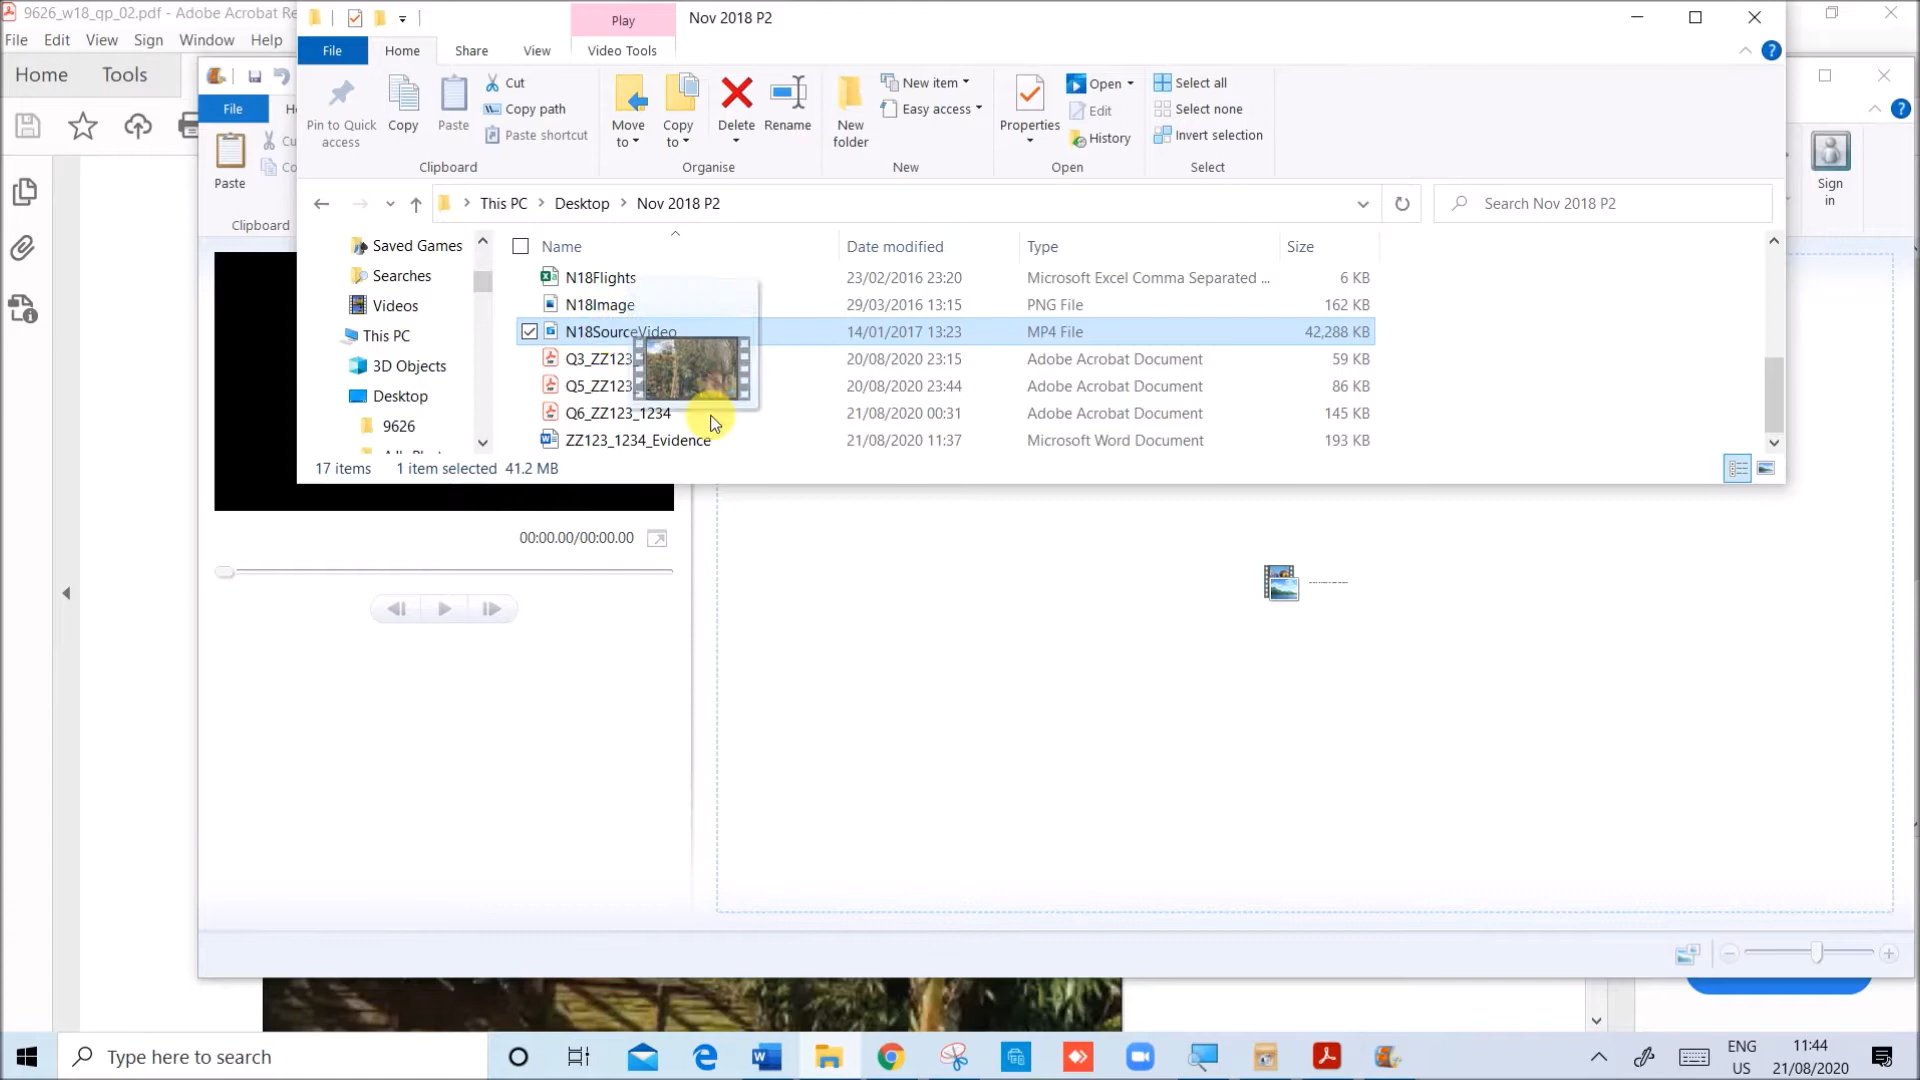 9626_w18_qp_02.pdf - Adobe Acrobat Re
File Edit View Sign Window Help
Home Tools
Play
Nov 2018 P2
File Home Share View Video Tools
Pin to Quick access
Copy
Paste
Cut
Copy path
Paste shortcut
Clipboard
Move to
Copy to
Delete
Rename
Organise
New folder
New item
Easy access
New
Properties
Open
Edit
History
Open
Select all
Select none
Invert selection
Select
File
Paste
Cu
Co
Clipboard
Sign in
This PC Desktop Nov 2018 P2
Search Nov 2018 P2
Saved Games
Searches
Videos
This PC
3D Objects
Desktop
9626
Name Date modified Type Size
N18Flights 23/02/2016 23:20 Microsoft Excel Comma Separated ... 6 KB
N18Image 29/03/2016 13:15 PNG File 162 KB
N18SourceVideo 14/01/2017 13:23 MP4 File 42,288 KB
Q3_ZZ123 20/08/2020 23:15 Adobe Acrobat Document 59 KB
Q5_ZZ123 20/08/2020 23:44 Adobe Acrobat Document 86 KB
Q6_ZZ123_1234 21/08/2020 00:31 Adobe Acrobat Document 145 KB
ZZ123_1234_Evidence 21/08/2020 11:37 Microsoft Word Document 193 KB
17 items 1 item selected 41.2 MB
00:00.00/00:00.00
Type here to search
ENG
US
11:44
21/08/2020